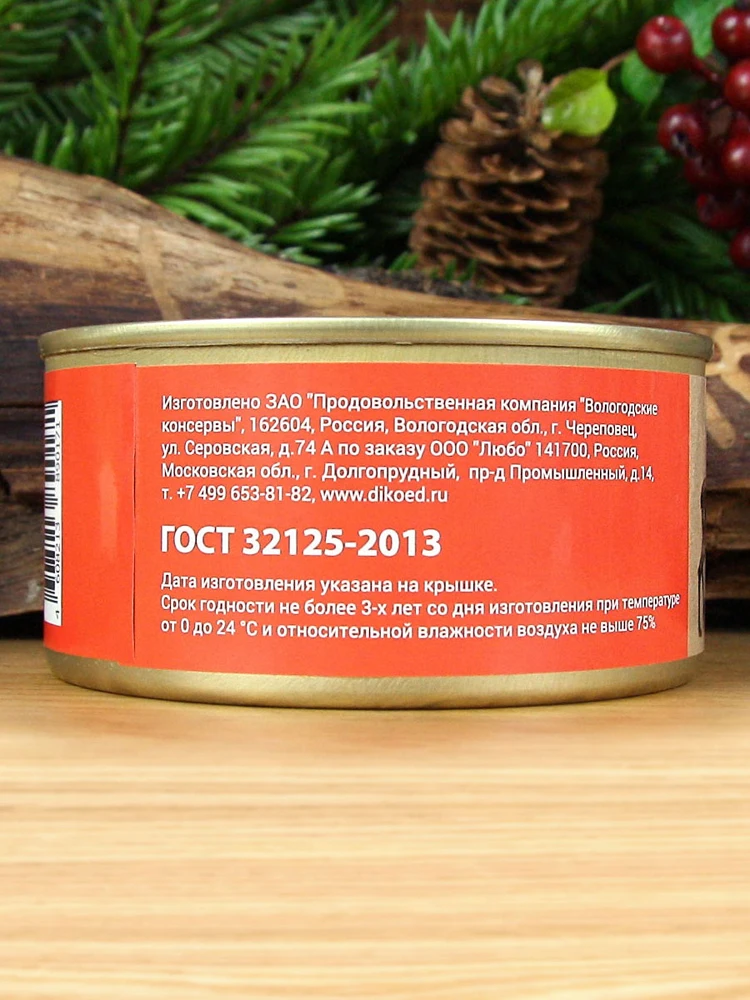 Изготовлено ЗАО "Продовольственная компания "Вологодские
консервы", 162604, Россия, Вологодская обл., г. Череповец,
ул. Серовская, д.74 А по заказу ООО "Любо" 141700, Россия,
Московская обл., г. Долгопрудный, пр-д Промышленный, д.14,
т. +7 499 653-81-82, www.dikoed.ru
ГОСТ 32125-2013
Дата изготовления указана на крышке.
Срок годности не более 3-х лет со дня изготовления при температуре
от 0 до 24 °С и относительной влажности воздуха не выше 75%